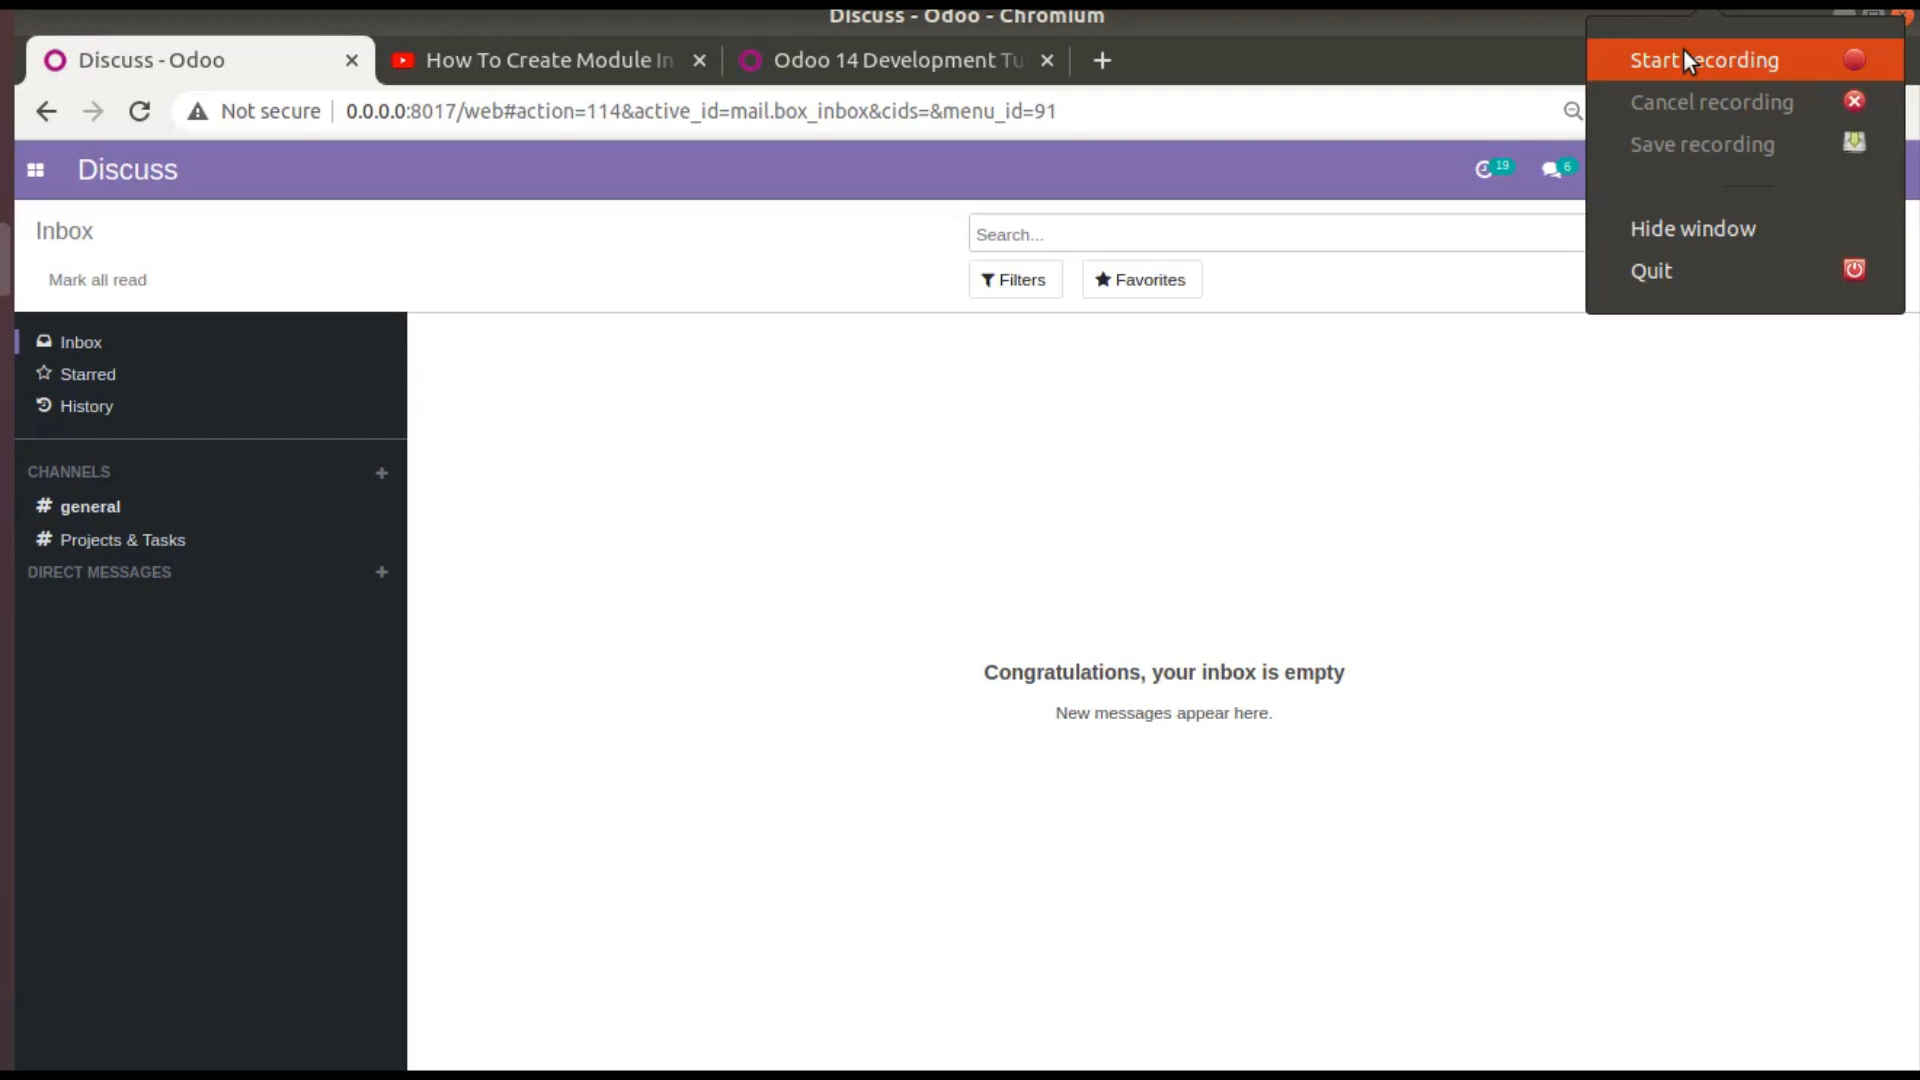 Discuss - Odoo - Chromium
Discuss - Odoo
How To Create Module In
Odoo 14 Development Tu
Not secure
0.0.0.0:8017/web#action=114&active_id=mail.box_inbox&cids=&menu_id=91
Start recording
Cancel recording
Save recording
Hide window
Quit
Discuss
19
6
Inbox
Search...
Mark all read
Filters
Favorites
Inbox
Starred
History
CHANNELS
# general
# Projects & Tasks
DIRECT MESSAGES
Congratulations, your inbox is empty
New messages appear here.